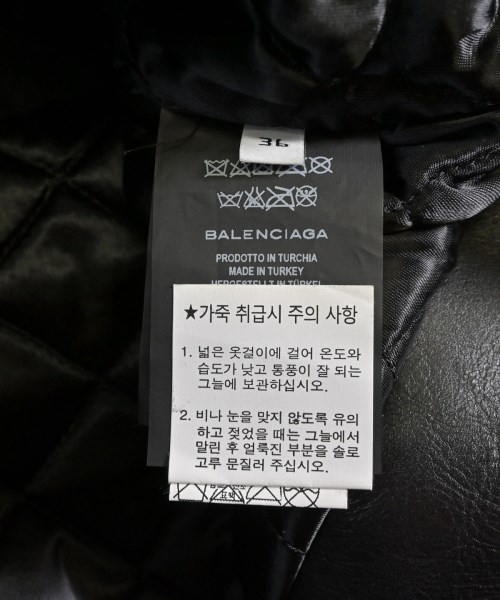 36
BALENCIAGA
PRODOTTO IN TURCHIA
MADE IN TURKEY
HERGESTELLT IN TÜRKEI
★가죽 취급시 주의 사항
1. 넓은 옷걸이에 걸어 온도와
습도가 낮고 통풍이 잘 되는
그늘에 보관하십시오.
2. 비나 눈을 맞지 않도록 유의
하고 젖었을 때는 그늘에서
말린 후 얼룩진 부분을 솔로
고루 문질러 주십시오.